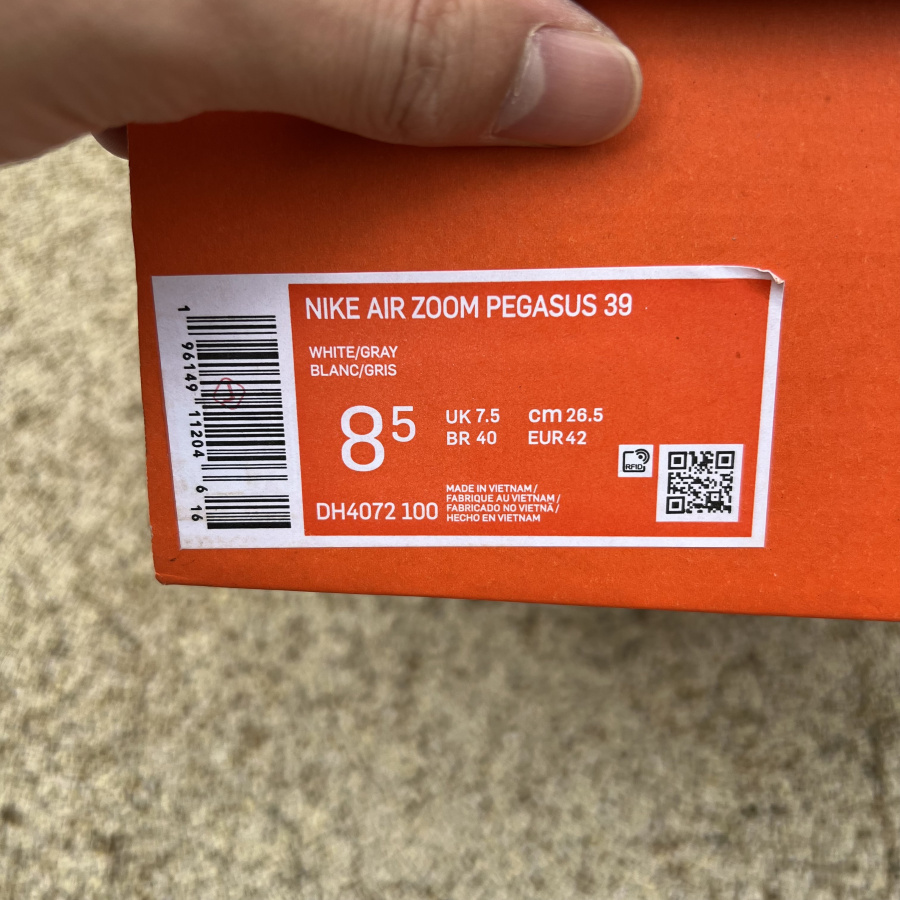 NIKE AIR ZOOM PEGASUS 39
WHITE/GRAY
BLANC/GRIS
8 5
UK 7.5 cm 26.5
BR 40 EUR 42
RFID
DH4072 100
MADE IN VIETNAM /
FABRIQUE AU VIETNAM /
FABRICADO NO VIETNÃ /
HECHO EN VIETNAM
1 96149 11204 6 16